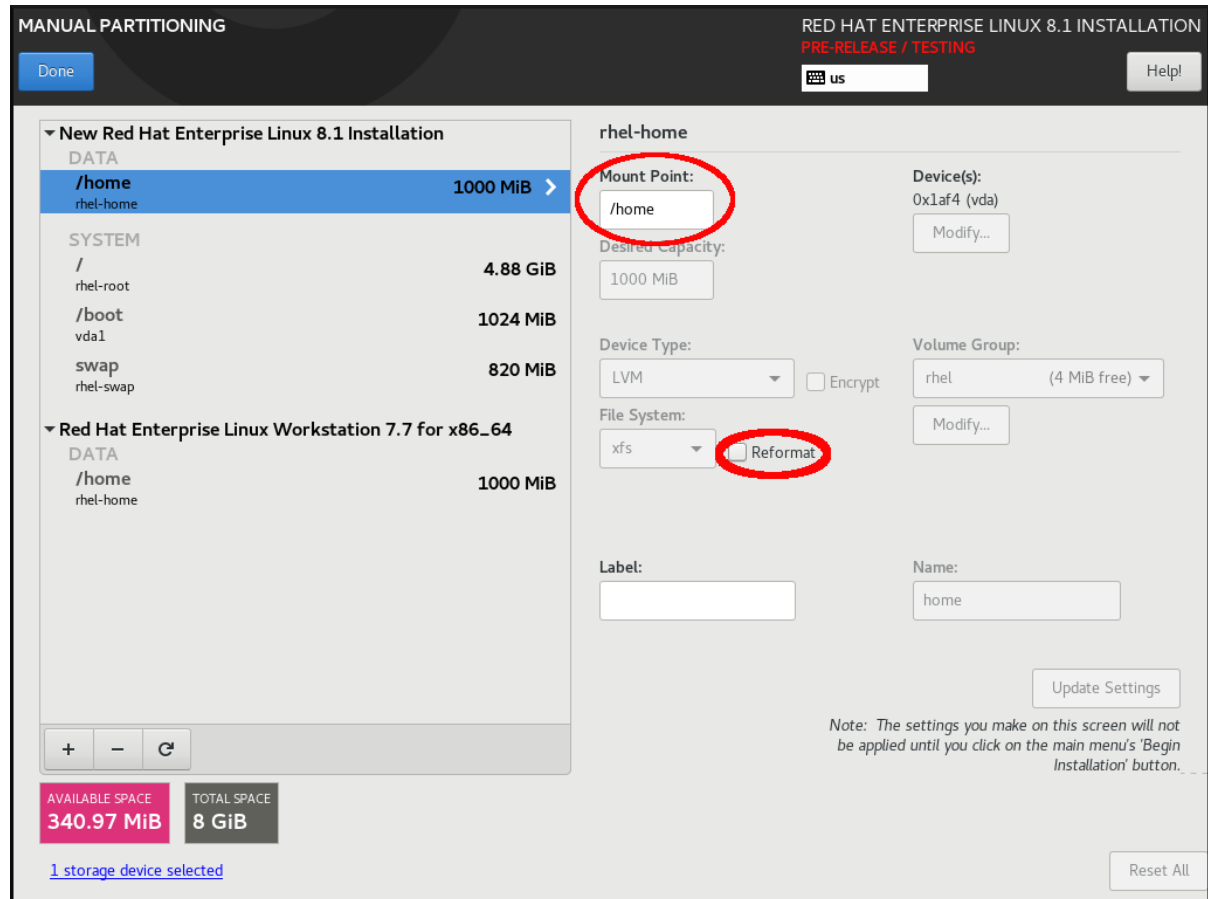 MANUAL PARTITIONING
RED HAT ENTERPRISE LINUX 8.1 INSTALLATION
PRE-RELEASE / TESTING
Done
us
Help!
New Red Hat Enterprise Linux 8.1 Installation
DATA
/home
1000 MiB
rhel-home
SYSTEM
/
4.88 GiB
rhel-root
/boot
1024 MiB
vda1
swap
820 MiB
rhel-swap
Red Hat Enterprise Linux Workstation 7.7 for x86_64
DATA
/home
1000 MiB
rhel-home
+ −
AVAILABLE SPACE
340.97 MiB
TOTAL SPACE
8 GiB
1 storage device selected
rhel-home
Mount Point:
/home
Device(s):
0x1af4 (vda)
Modify...
Desired Capacity:
1000 MiB
Device Type:
LVM
Encrypt
Volume Group:
rhel (4 MiB free)
Modify...
File System:
xfs
Reformat
Label:
Name:
home
Update Settings
Note: The settings you make on this screen will not
be applied until you click on the main menu's 'Begin
Installation' button.
Reset All